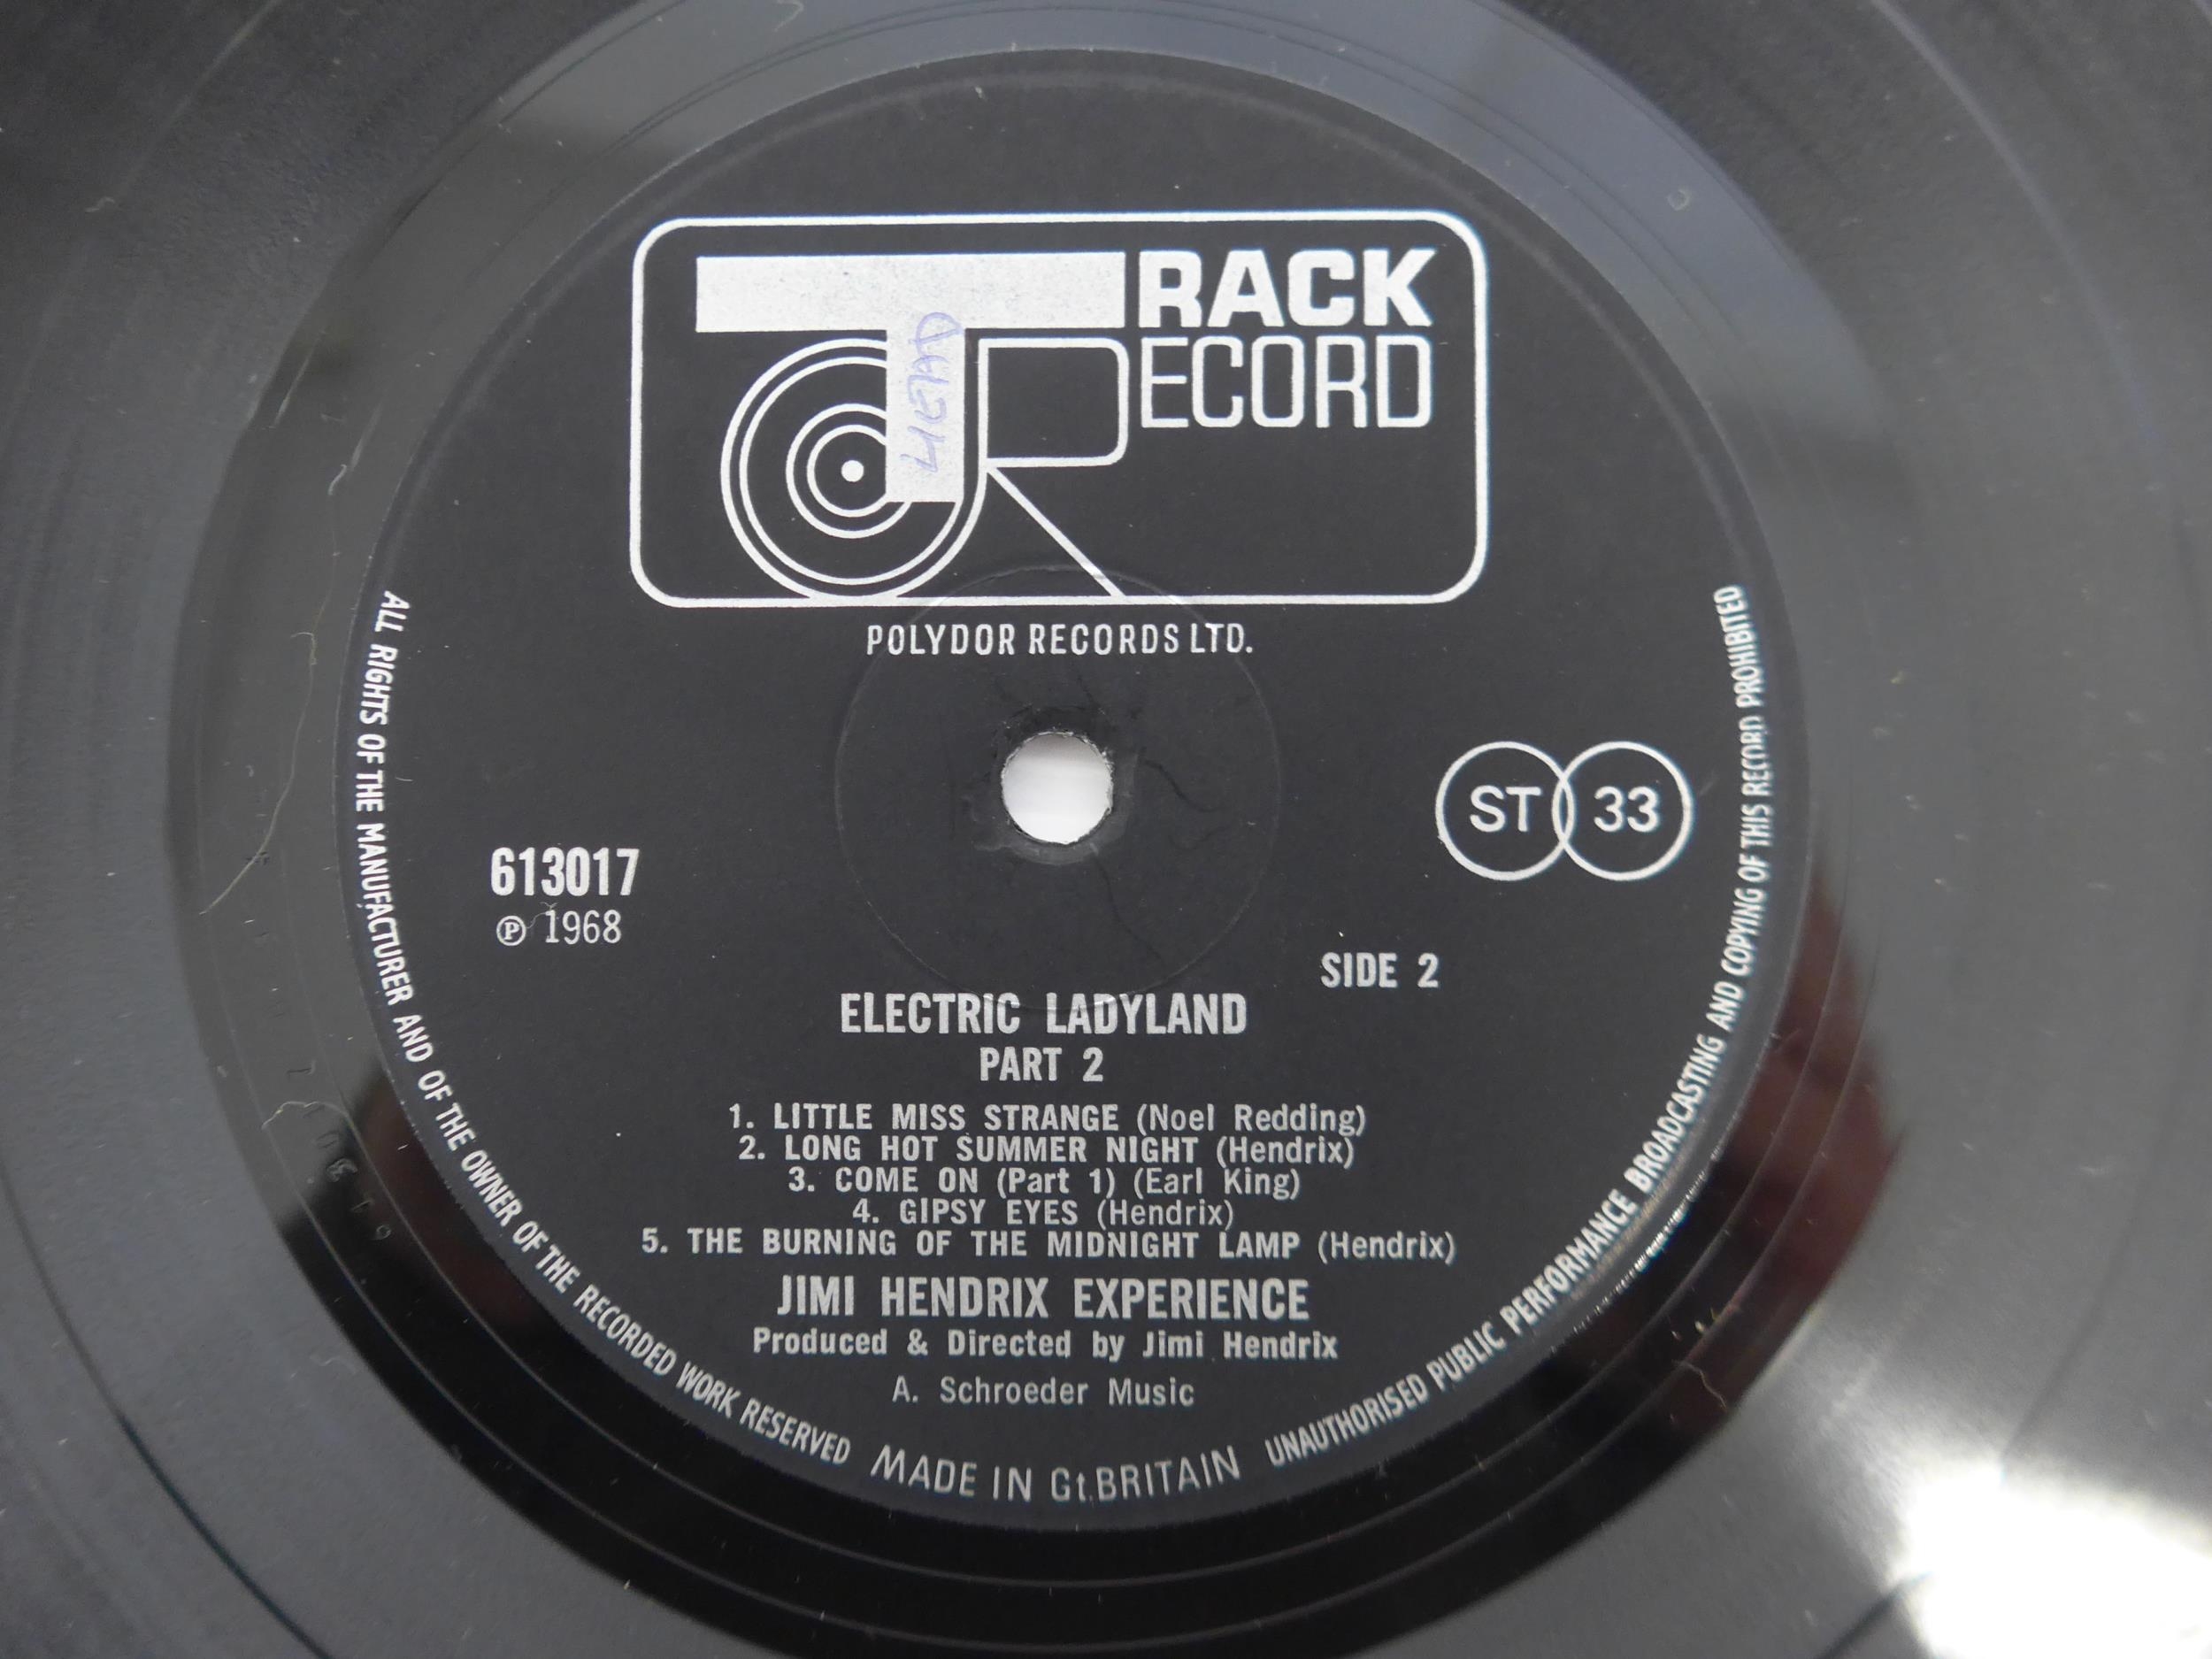 TRACK
RECORD
HEAD
POLYDOR RECORDS LTD.
ST 33
613017
℗ 1968
SIDE 2
ELECTRIC LADYLAND
PART 2
1. LITTLE MISS STRANGE (Noel Redding)
2. LONG HOT SUMMER NIGHT (Hendrix)
3. COME ON (Part 1) (Earl King)
4. GIPSY EYES (Hendrix)
5. THE BURNING OF THE MIDNIGHT LAMP (Hendrix)
JIMI HENDRIX EXPERIENCE
Produced & Directed by Jimi Hendrix
A. Schroeder Music
ALL RIGHTS OF THE MANUFACTURER AND OF THE OWNER OF THE RECORDED WORK RESERVED MADE IN Gt.BRITAIN UNAUTHORISED PUBLIC PERFORMANCE BROADCASTING AND COPYING OF THIS RECORD PROHIBITED